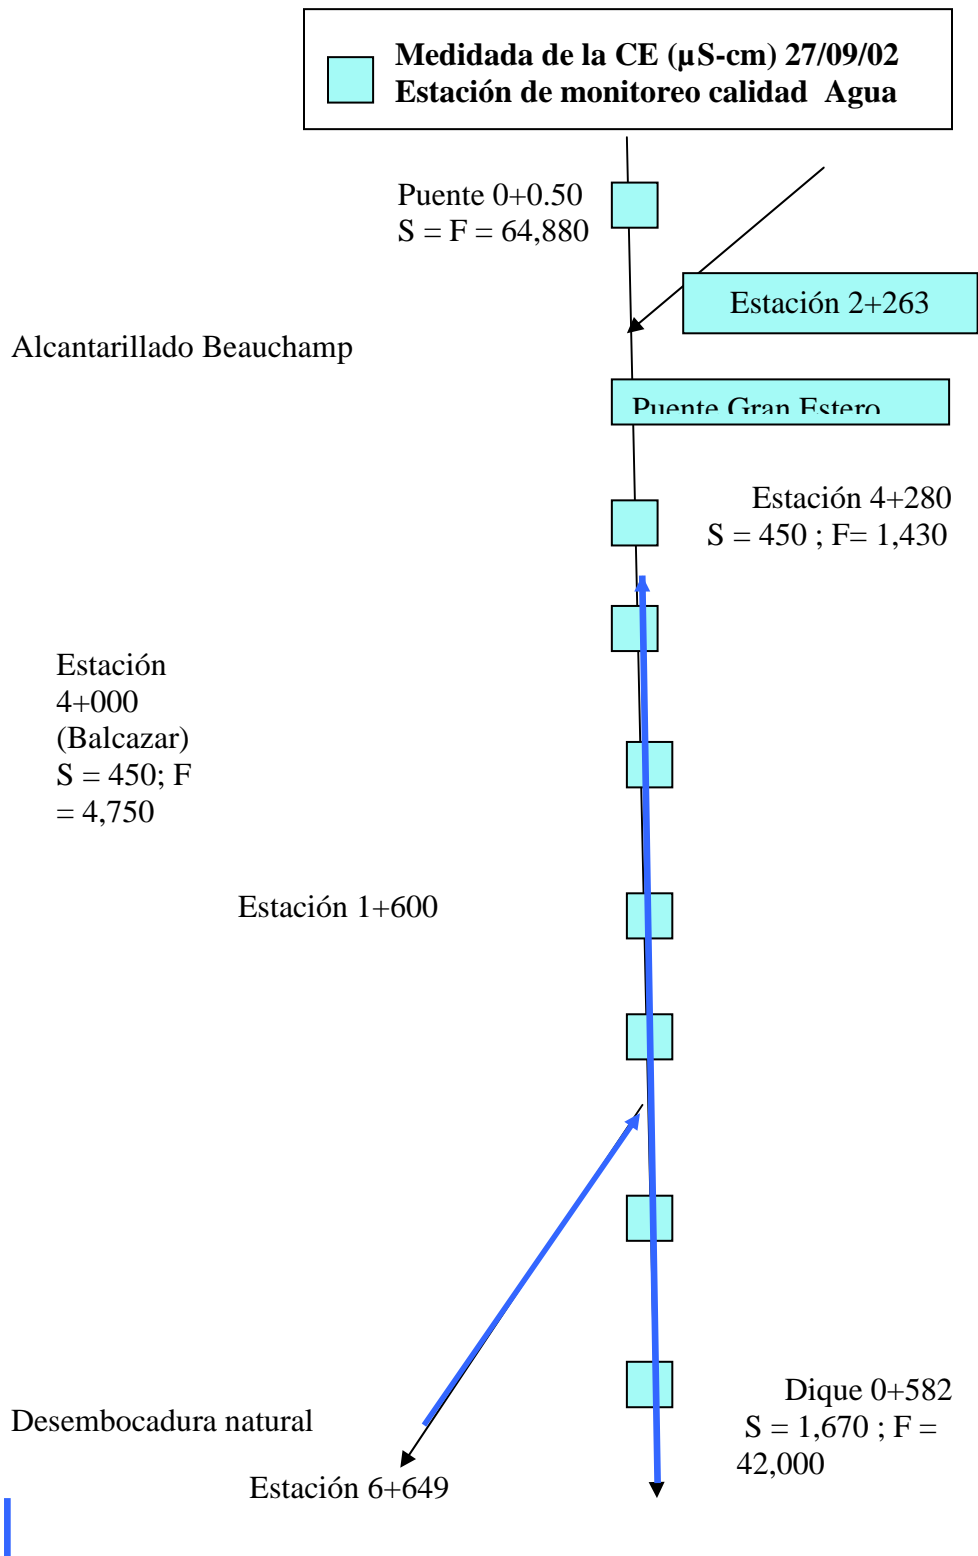 Medidada de la CE (µS-cm) 27/09/02
Estación de monitoreo calidad  Agua
Puente 0+0.50
S = F = 64,880
Estación 2+263
Alcantarillado Beauchamp
Puente Gran Estero
Estación 4+280
S = 450 ; F= 1,430
Estación
4+000
(Balcazar)
S = 450; F
= 4,750
Estación 1+600
Dique 0+582
S = 1,670 ; F =
42,000
Desembocadura natural
Estación 6+649